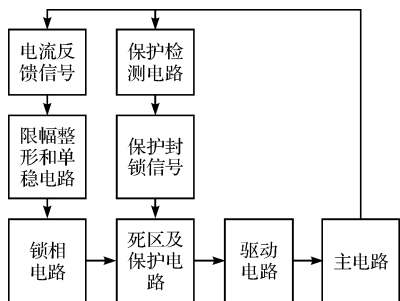 电流反
馈信号
保护检
测电路
限幅整
形和单
稳电路
保护封
锁信号
锁相
电路
死区及
保护电
路
驱动
电路
主电路